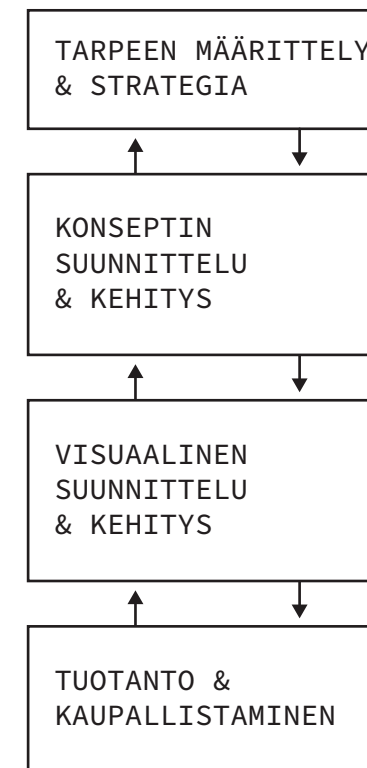 TARPEEN MÄÄRITTELY
& STRATEGIA
KONSEPTIN
SUUNNITTELU
& KEHITYS
VISUAALINEN
SUUNNITTELU
& KEHITYS
TUOTANTO &
KAUPALLISTAMINEN